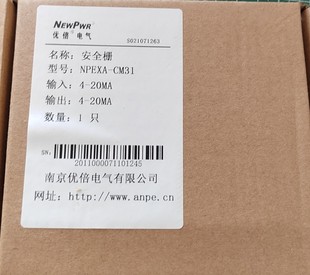 NEWPWR
优倍电气
S071071263
名称：安全栅
型号：NPEXA-CM31
输入：4-20MA
输出：4-20MA
数量：1 只
SN:
2011000071101245
南京优倍电气有限公司
网址：http://www.anpe.cn